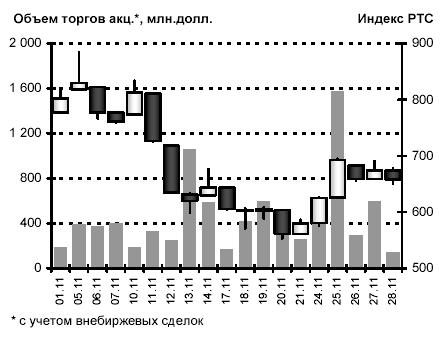 Объем торгов акц.*, млн.долл. Индекс РТС
2 000 900
1 600 800
1 200 700
800 600
400 500
0
01.11 05.11 06.11 07.11 10.11 11.11 12.11 13.11 14.11 17.11 18.11 19.11 20.11 21.11 24.11 25.11 26.11 27.11 28.11
* с учетом внебиржевых сделок